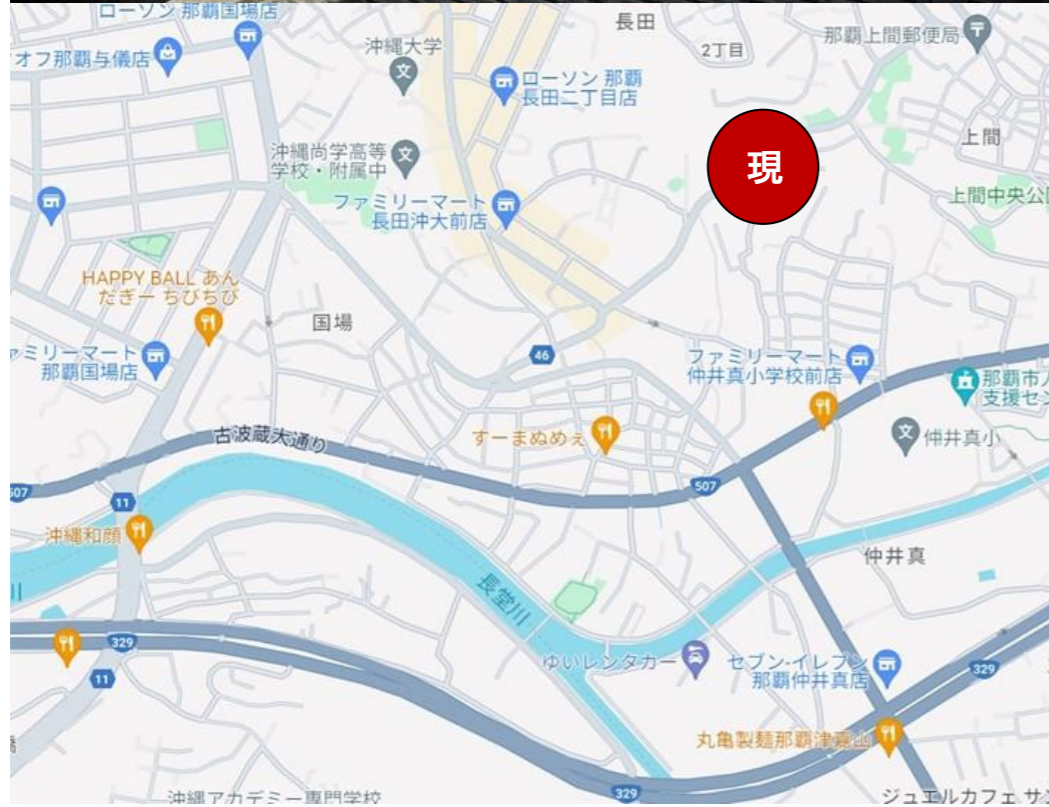 ローソン 那覇国場店
オフ那覇与儀店
沖縄大学
長田
2丁目
那覇上間郵便局
ローソン 那覇
長田二丁目店
現
上間
沖縄尚学高等
学校・附属中
ファミリーマート
長田沖大前店
上間中央公園
HAPPY BALL あん
だぎー ちびちび
国場
ァミリーマート
那覇国場店
46
ファミリーマート
仲井真小学校前店
那覇市人
支援セン
古波蔵大通り
すーまぬめぇ
仲井真小
507
507
11
沖縄和顔
仲井真
長堂川
川
329
11
ゆいレンタカー
セブン-イレブン
那覇仲井真店
329
丸亀製麺那覇津嘉山
329
沖縄アカデミー専門学校
ジュエルカフェ サン